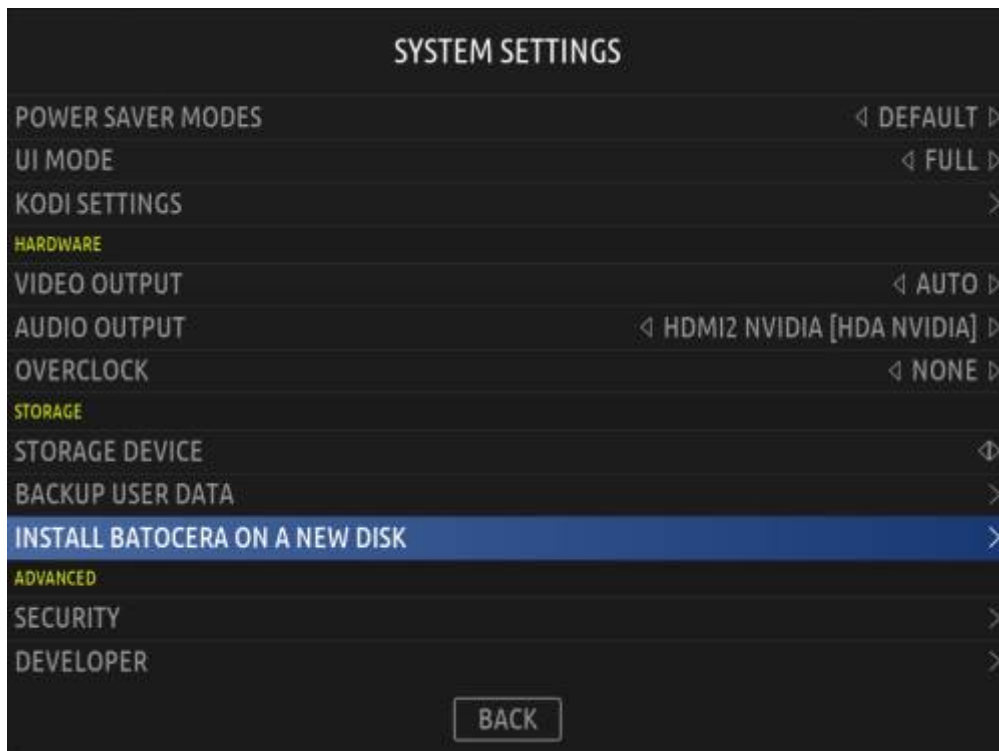 SYSTEM SETTINGS
POWER SAVER MODES DEFAULT
UI MODE FULL
KODI SETTINGS
HARDWARE
VIDEO OUTPUT AUTO
AUDIO OUTPUT HDMI2 NVIDIA [HDA NVIDIA]
OVERCLOCK NONE
STORAGE
STORAGE DEVICE
BACKUP USER DATA
INSTALL BATOCERA ON A NEW DISK
ADVANCED
SECURITY
DEVELOPER
BACK